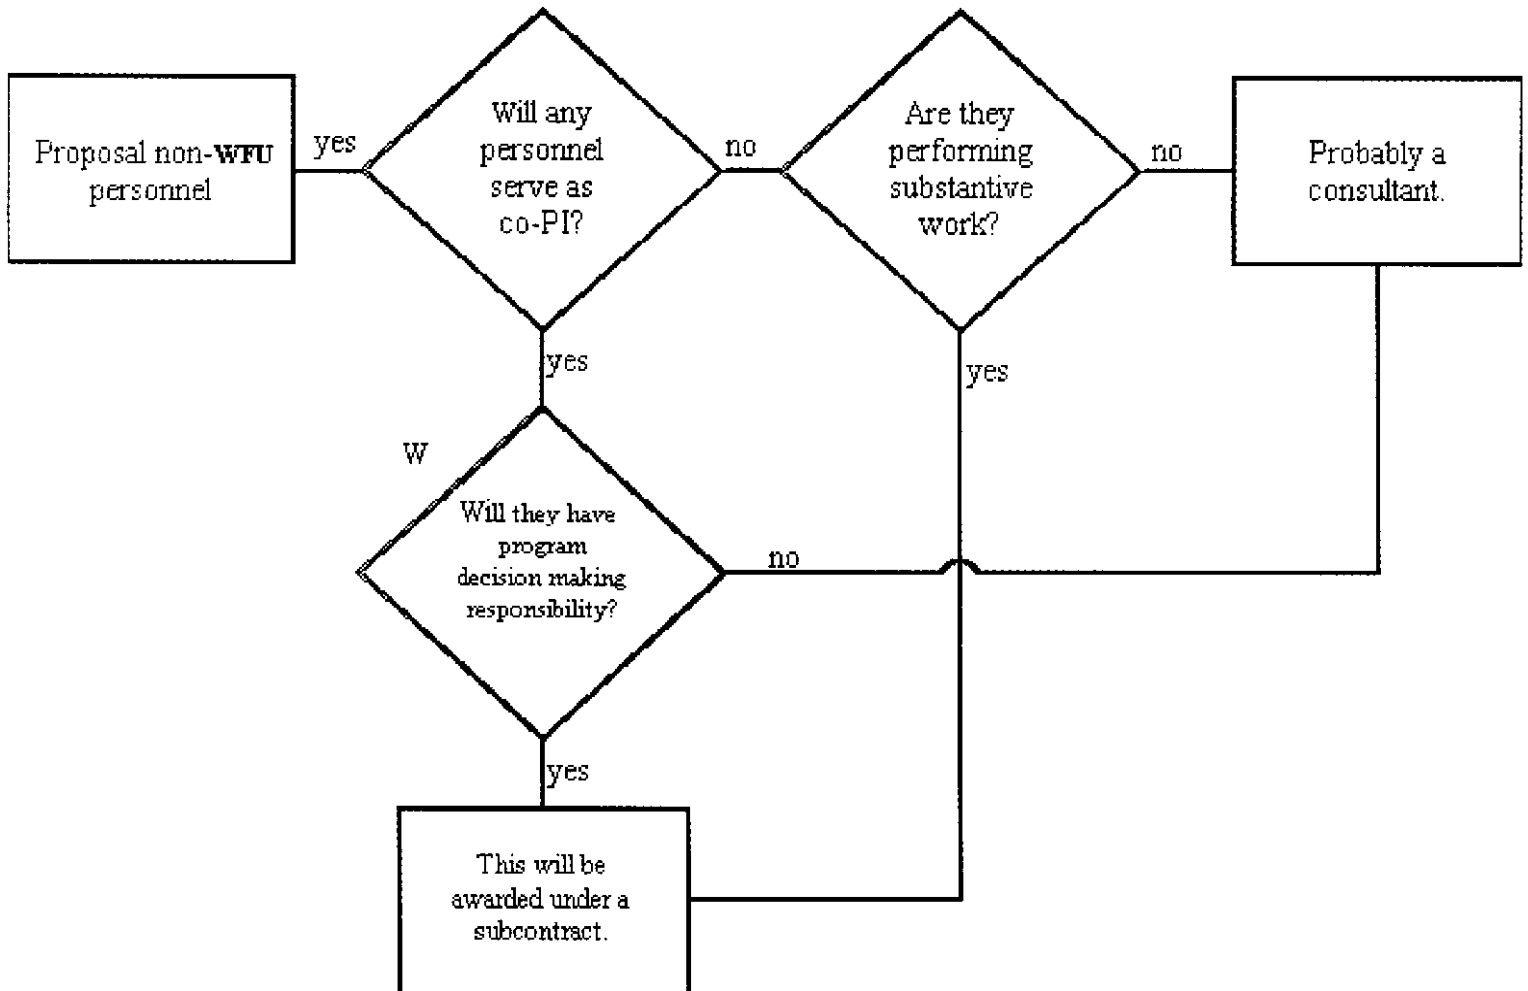 Proposal non-WFU
personnel
yes
Will any
personnel
serve as
co-PI?
no
Are they
performing
substantive
work?
no
Probably a
consultant.
yes
yes
W
Will they have
program
decision making
responsibility?
no
yes
This will be
awarded under a
subcontract.